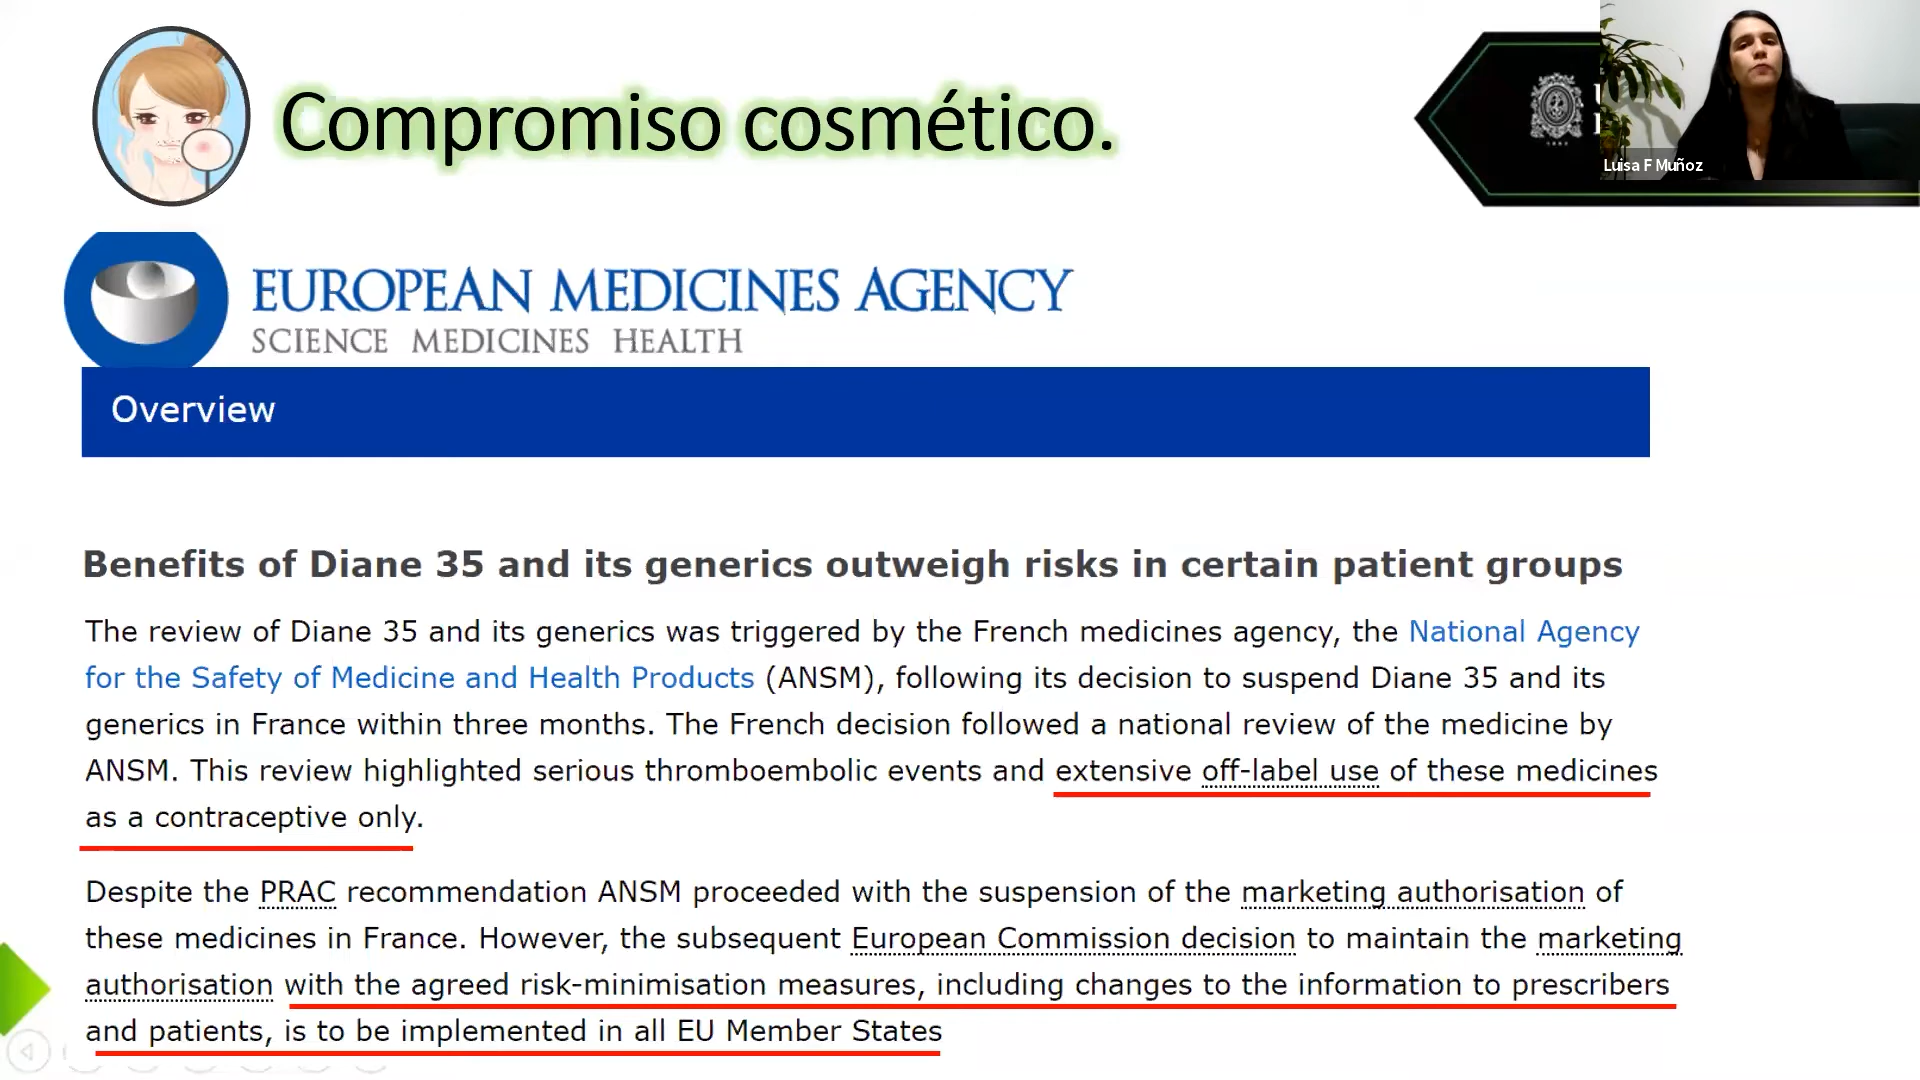 Compromiso cosmético.
Luisa F Muñoz
EUROPEAN MEDICINES AGENCY
SCIENCE MEDICINES HEALTH
Overview
Benefits of Diane 35 and its generics outweigh risks in certain patient groups
The review of Diane 35 and its generics was triggered by the French medicines agency, the National Agency
for the Safety of Medicine and Health Products (ANSM), following its decision to suspend Diane 35 and its
generics in France within three months. The French decision followed a national review of the medicine by
ANSM. This review highlighted serious thromboembolic events and extensive off-label use of these medicines
as a contraceptive only.
Despite the PRAC recommendation ANSM proceeded with the suspension of the marketing authorisation of
these medicines in France. However, the subsequent European Commission decision to maintain the marketing
authorisation with the agreed risk-minimisation measures, including changes to the information to prescribers
and patients, is to be implemented in all EU Member States